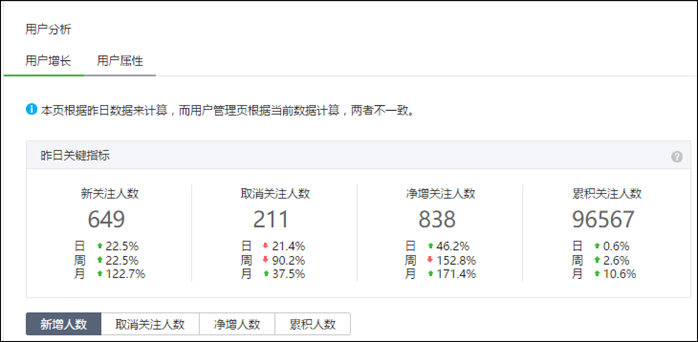 用户分析
用户增长 用户属性
本页根据昨日数据来计算，而用户管理页根据当前数据计算，两者不一致。
昨日关键指标
新关注人数 取消关注人数 净增关注人数 累积关注人数
649 211 838 96567
日 22.5% 日 21.4% 日 46.2% 日 0.6%
周 22.5% 周 90.2% 周 152.8% 周 2.6%
月 122.7% 月 37.5% 月 171.4% 月 10.6%
新增人数 取消关注人数 净增人数 累积人数